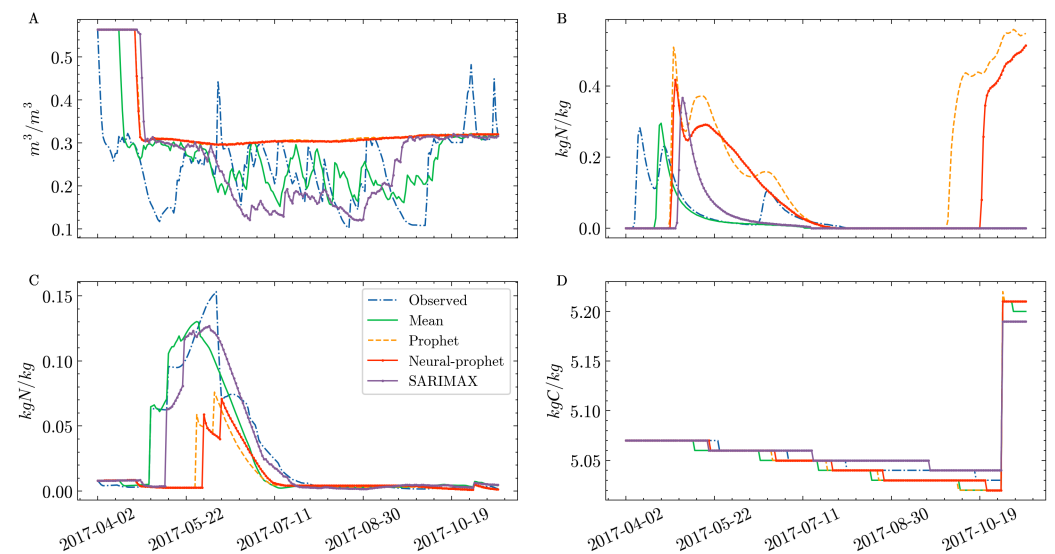 A
B
0.5
0.4
0.3
0.2
0.1
m³/m³
0.4
0.2
0.0
kgN/kg
C
D
0.15
0.10
0.05
0.00
kgN/kg
Observed
Mean
Prophet
Neural-prophet
SARIMAX
5.20
5.15
5.10
5.05
kgC/kg
2017-04-02
2017-05-22
2017-07-11
2017-08-30
2017-10-19
2017-04-02
2017-05-22
2017-07-11
2017-08-30
2017-10-19